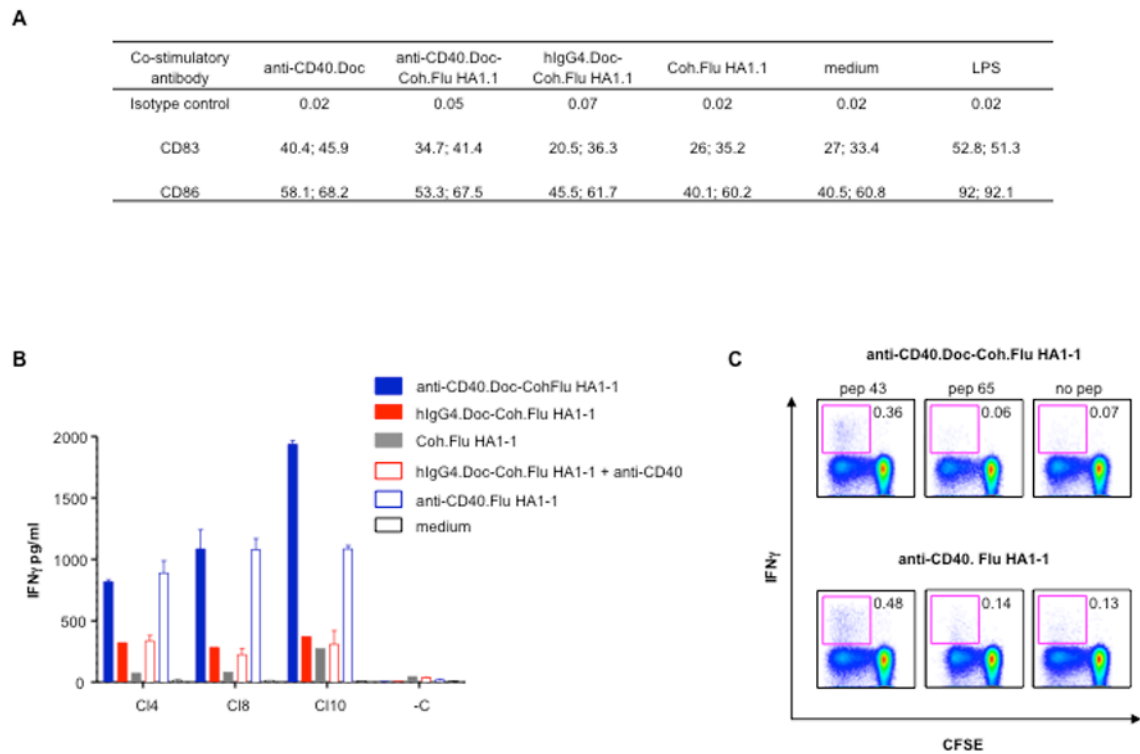 A
Co-stimulatory antibody anti-CD40.Doc anti-CD40.Doc-Coh.Flu HA1.1 hIgG4.Doc-Coh.Flu HA1.1 Coh.Flu HA1.1 medium LPS
Isotype control 0.02 0.05 0.07 0.02 0.02 0.02
CD83 40.4; 45.9 34.7; 41.4 20.5; 36.3 26; 35.2 27; 33.4 52.8; 51.3
CD86 58.1; 68.2 53.3; 67.5 45.5; 61.7 40.1; 60.2 40.5; 60.8 92; 92.1
B
anti-CD40.Doc-CohFlu HA1-1
hIgG4.Doc-Coh.Flu HA1-1
Coh.Flu HA1-1
hIgG4.Doc-Coh.Flu HA1-1 + anti-CD40
anti-CD40.Flu HA1-1
medium
IFNγ pg/ml
2000
1500
1000
500
0
Cl4 Cl8 Cl10 -C
C
anti-CD40.Doc-Coh.Flu HA1-1
pep 43 pep 65 no pep
0.36 0.06 0.07
anti-CD40. Flu HA1-1
0.48 0.14 0.13
IFNγ
CFSE